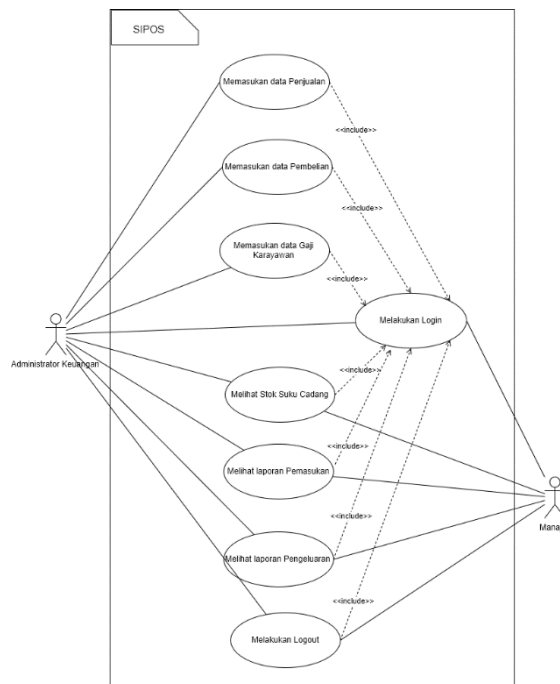 SIPOS
Memasukan data Penjualan
<<include>>
Memasukan data Pembelian
<<include>>
Memasukan data Gaji
Karayawan
<<include>>
Melakukan Login
Administrator Keuangan
Melihat Stok Suku Cadang
<<include>>
Melihat laporan Pemasukan
<<include>>
Mana
<<include>>
Melihat laporan Pengeluaran
<<include>>
Melakukan Logout